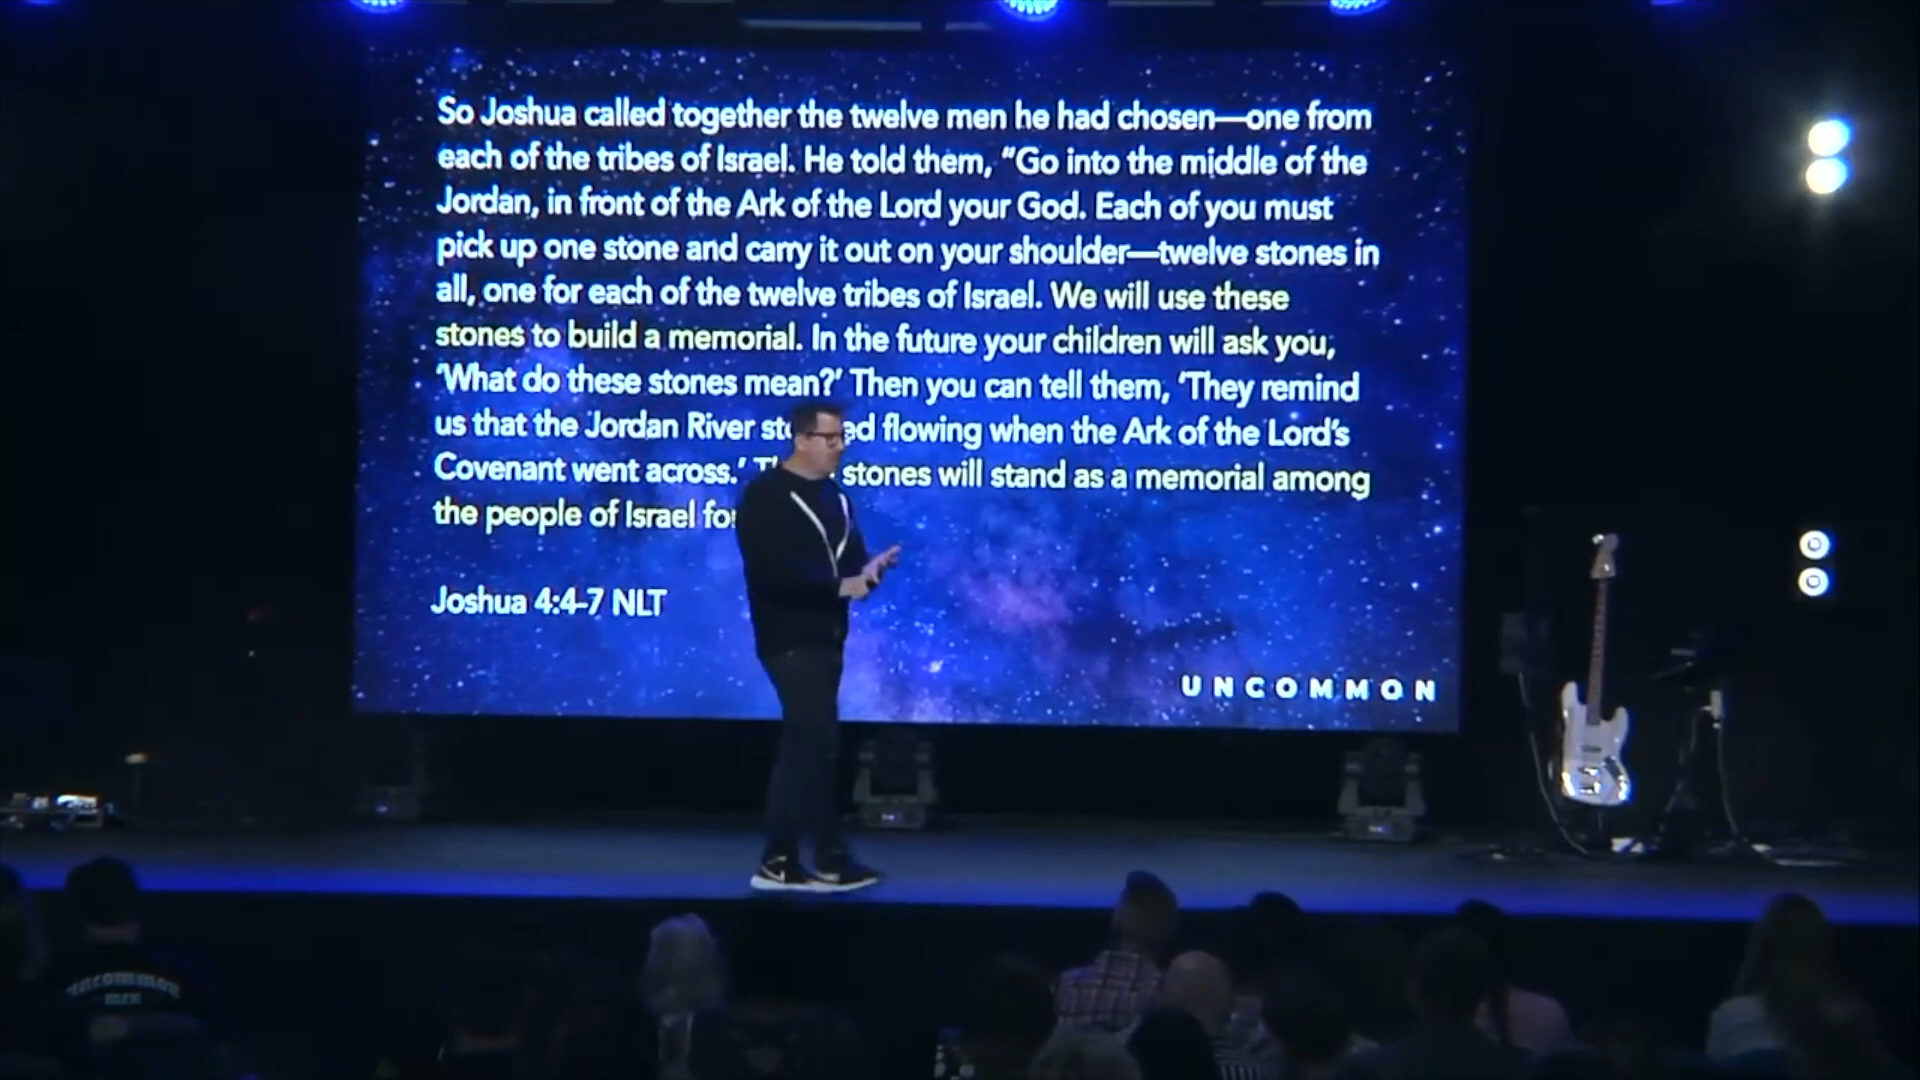 So Joshua called together the twelve men he had chosen—one from
each of the tribes of Israel. He told them, “Go into the middle of the
Jordan, in front of the Ark of the Lord your God. Each of you must
pick up one stone and carry it out on your shoulder—twelve stones in
all, one for each of the twelve tribes of Israel. We will use these
stones to build a memorial. In the future your children will ask you,
‘What do these stones mean?’ Then you can tell them, ‘They remind
us that the Jordan River flowing when the Ark of the Lord’s
Covenant went across.’ stones will stand as a memorial among
the people of Israel
Joshua 4:4-7 NLT
UNCOMMON
uncommon
men